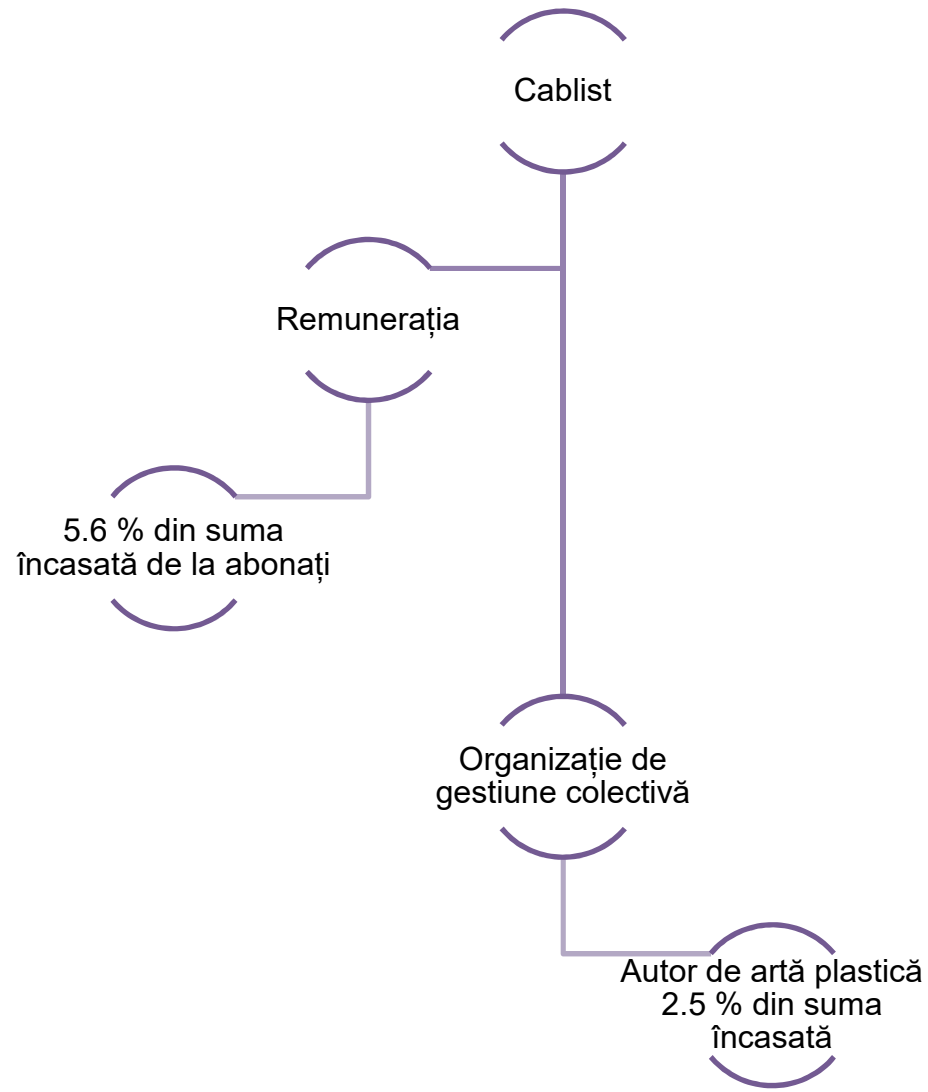 Cablist
Remunerația
5.6 % din suma
încasată de la abonați
Organizație de
gestiune colectivă
Autor de artă plastică
2.5 % din suma
încasată